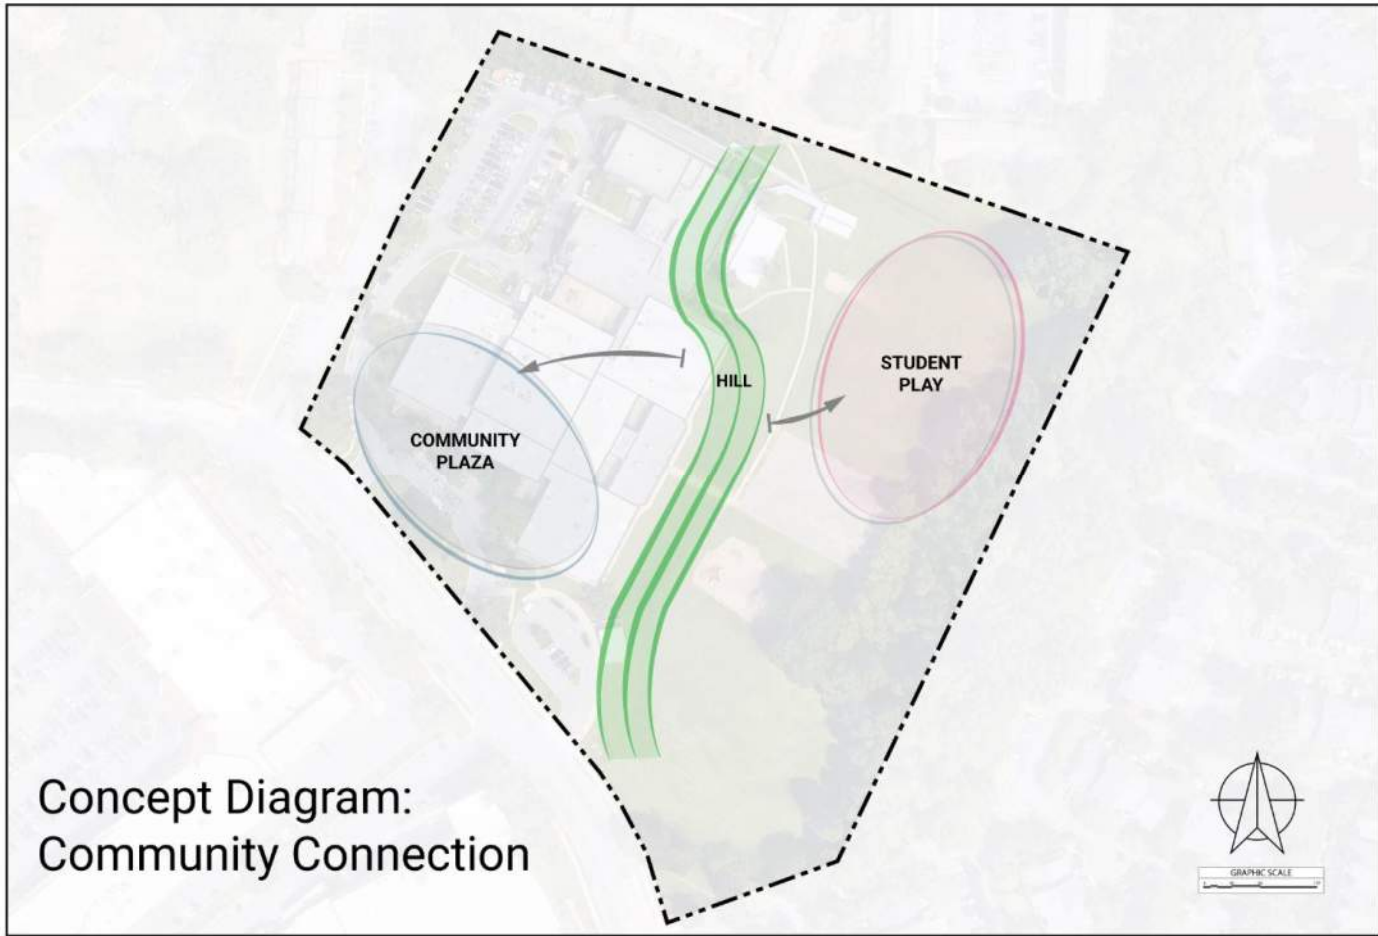 HILL
STUDENT
PLAY
COMMUNITY
PLAZA
Concept Diagram:
Community Connection
GRAPHIC SCALE